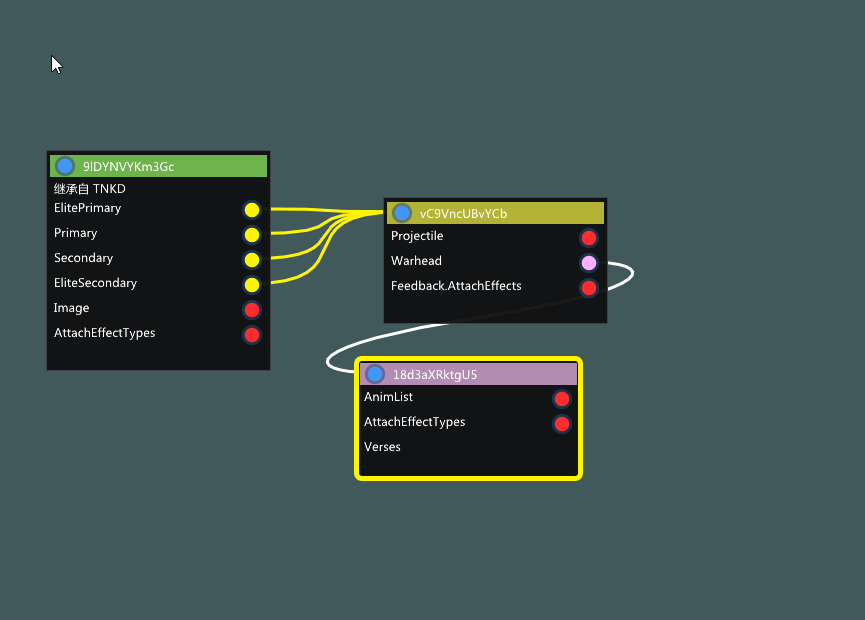 9lDYNVYKm3Gc
继承自 TNKD
ElitePrimary
Primary
Secondary
EliteSecondary
Image
AttachEffectTypes
vC9VncUBvYCb
Projectile
Warhead
Feedback.AttachEffects
18d3aXRktgU5
AnimList
AttachEffectTypes
Verses